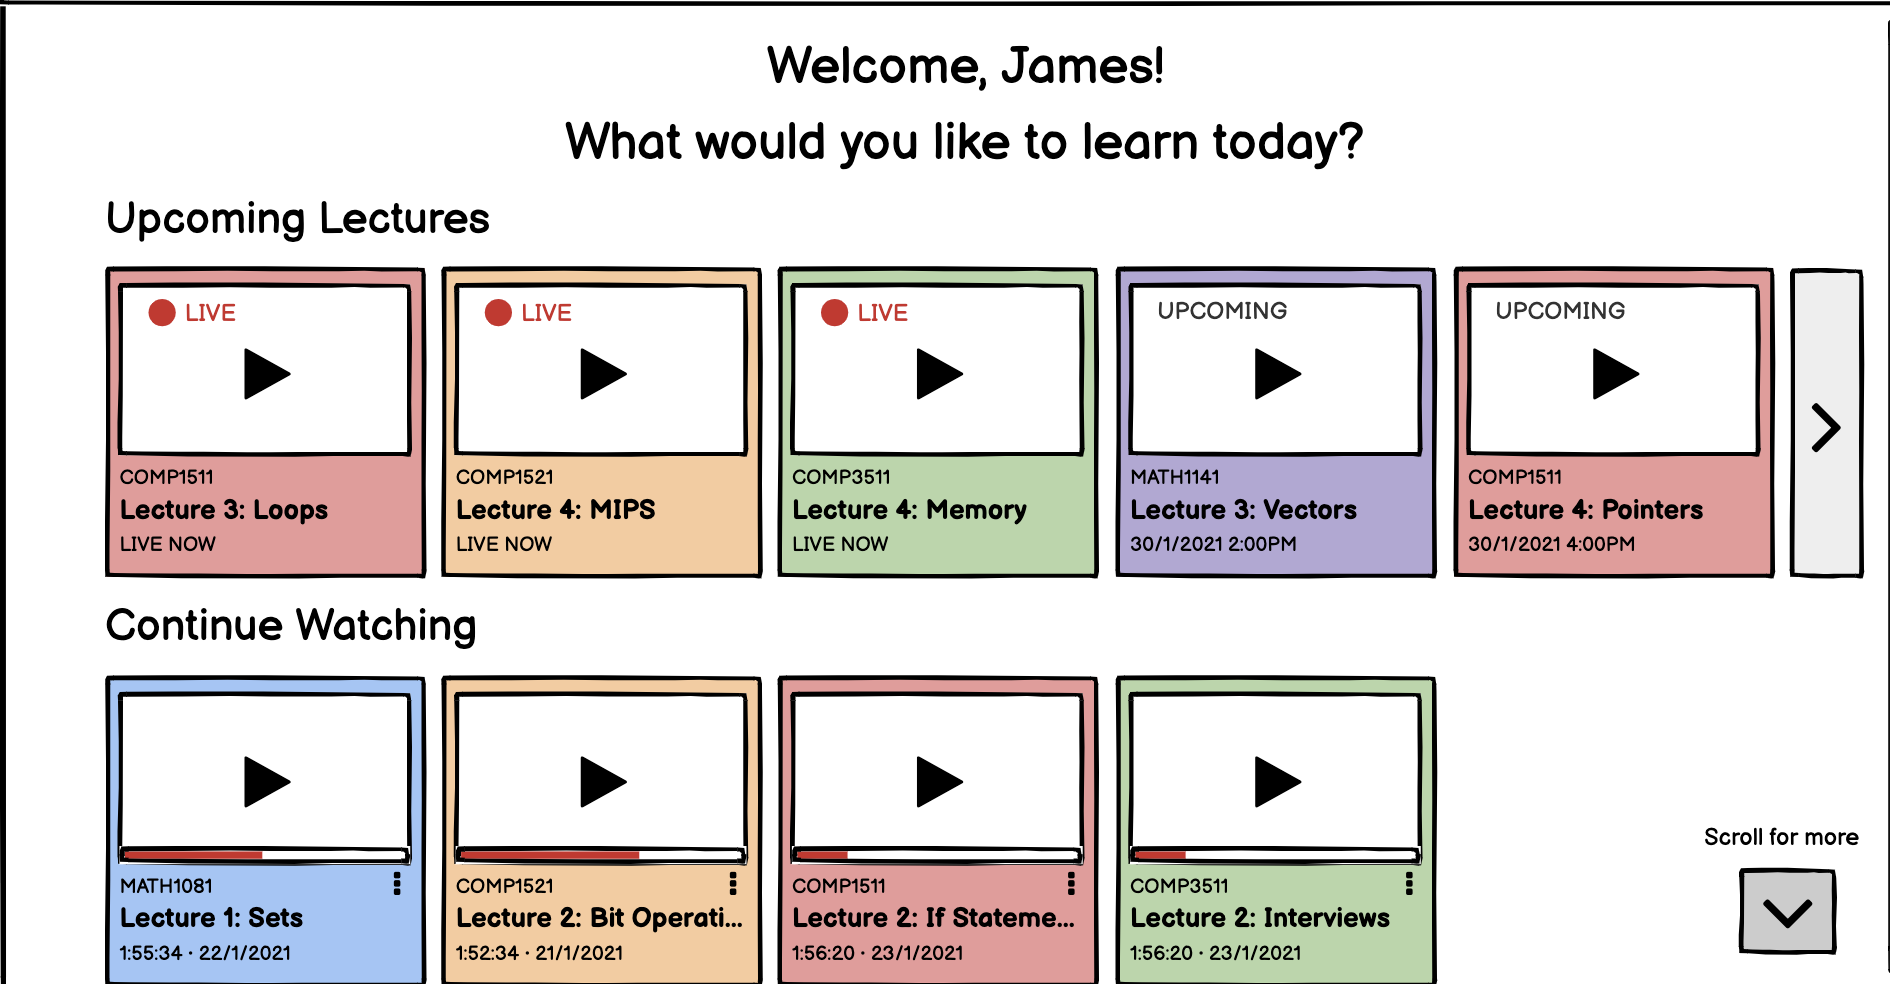 Welcome, James!
What would you like to learn today?
Upcoming Lectures
LIVE
COMP1511
Lecture 3: Loops
LIVE NOW
LIVE
COMP1521
Lecture 4: MIPS
LIVE NOW
LIVE
COMP3511
Lecture 4: Memory
LIVE NOW
UPCOMING
MATH1141
Lecture 3: Vectors
30/1/2021 2:00PM
UPCOMING
COMP1511
Lecture 4: Pointers
30/1/2021 4:00PM
Continue Watching
MATH1081
Lecture 1: Sets
1:55:34 · 22/1/2021
COMP1521
Lecture 2: Bit Operati...
1:52:34 · 21/1/2021
COMP1511
Lecture 2: If Stateme...
1:56:20 · 23/1/2021
COMP3511
Lecture 2: Interviews
1:56:20 · 23/1/2021
Scroll for more